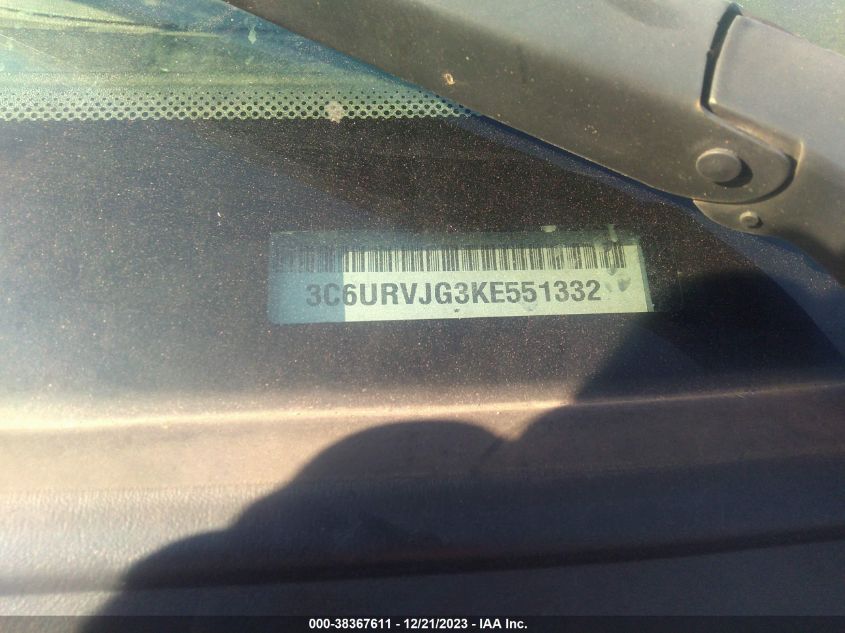 3C6URVJG3KE551332
000-38367611 - 12/21/2023 - IAA Inc.